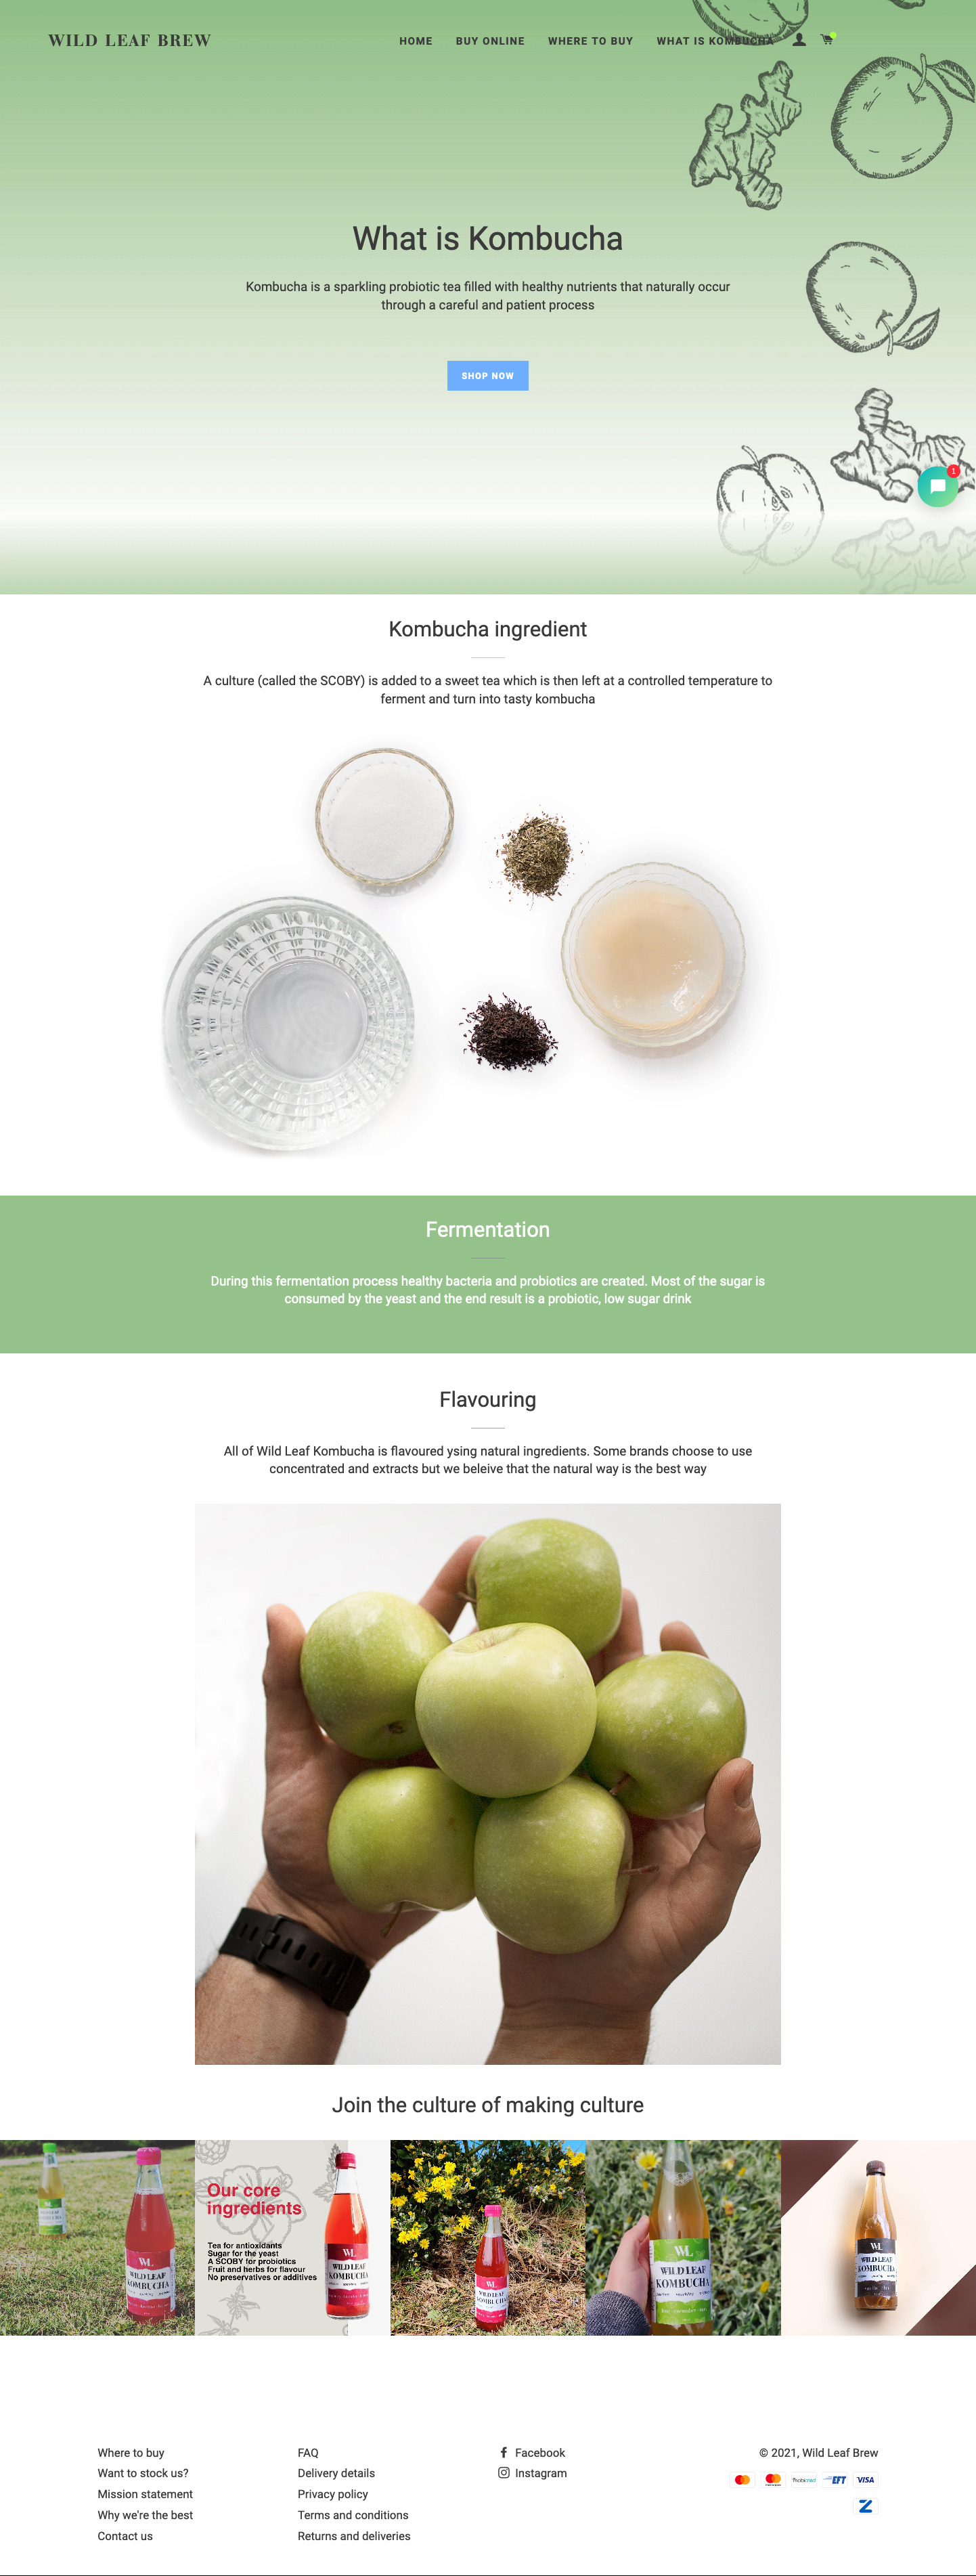 WILD LEAF BREW
HOME BUY ONLINE WHERE TO BUY WHAT IS KOMBUCHA
What is Kombucha
Kombucha is a sparkling probiotic tea filled with healthy nutrients that naturally occur
through a careful and patient process
SHOP NOW
1
Kombucha ingredient
A culture (called the SCOBY) is added to a sweet tea which is then left at a controlled temperature to
ferment and turn into tasty kombucha
Fermentation
During this fermentation process healthy bacteria and probiotics are created. Most of the sugar is
consumed by the yeast and the end result is a probiotic, low sugar drink
Flavouring
All of Wild Leaf Kombucha is flavoured ysing natural ingredients. Some brands choose to use
concentrated and extracts but we beleive that the natural way is the best way
Join the culture of making culture
WL
WILD LEAF
KOMBUCHA
Our core
ingredients
Tea for antioxidants
Sugar for the yeast
A SCOBY for probiotics
Fruit and herbs for flavour
No preservatives or additives
WL
WILD LEAF
KOMBUCHA
WL
WILD LEAF
KOMBUCHA
WL
WILD LEAF
KOMBUCHA
WL
WILD LEAF
KOMBUCHA
Where to buy
Want to stock us?
Mission statement
Why we're the best
Contact us
FAQ
Delivery details
Privacy policy
Terms and conditions
Returns and deliveries
Facebook
Instagram
© 2021, Wild Leaf Brew
EFT VISA